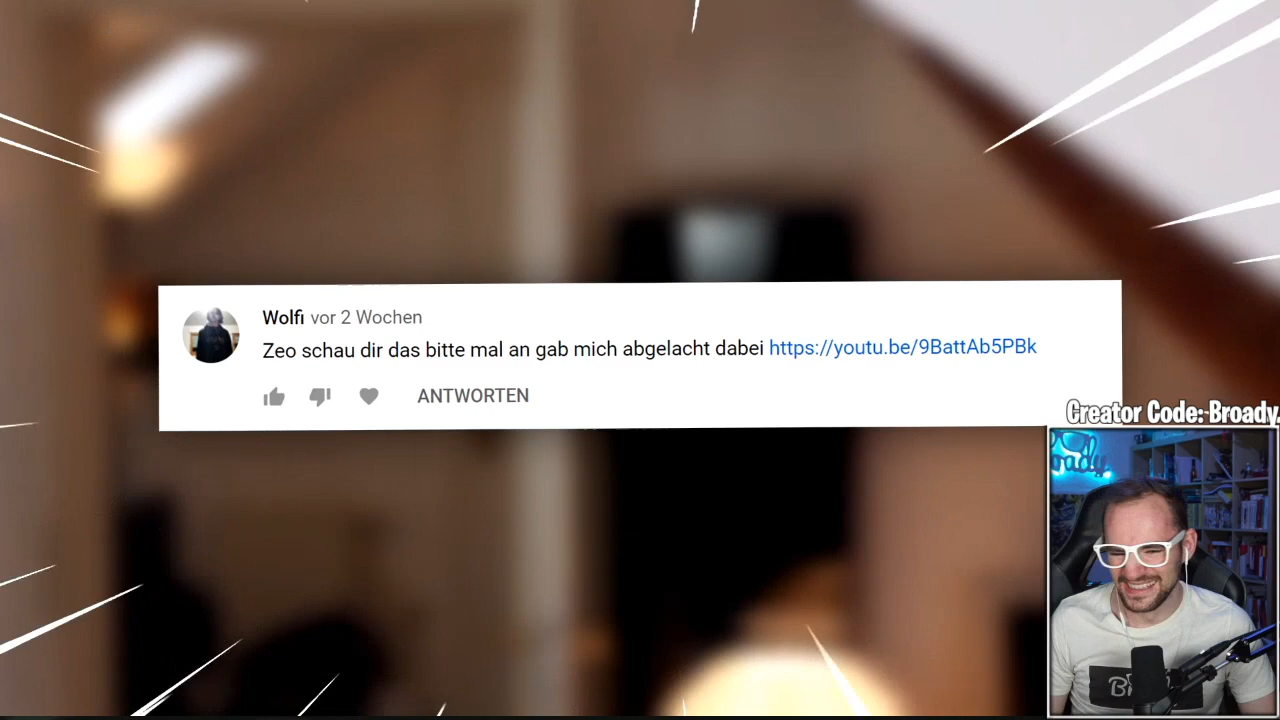 Wolfi vor 2 Wochen
Zeo schau dir das bitte mal an gab mich abgelacht dabei https://youtu.be/9BattAb5PBk
ANTWORTEN
Creator Code: Broady